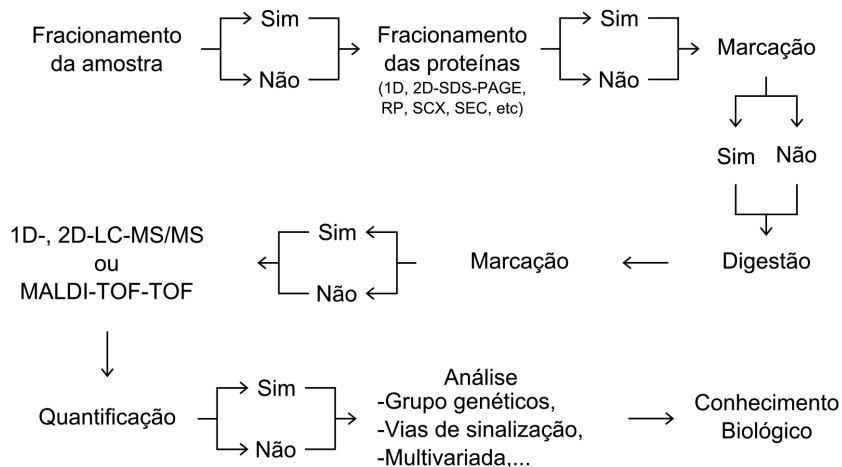 Fracionamento
da amostra
Sim
Não
Fracionamento
das proteínas
(1D, 2D-SDS-PAGE,
RP, SCX, SEC, etc)
Sim
Não
Marcação
Sim
Não
Digestão
Marcação
Sim
Não
1D-, 2D-LC-MS/MS
ou
MALDI-TOF-TOF
Quantificação
Sim
Não
Análise
-Grupo genéticos,
-Vias de sinalização,
-Multivariada,...
Conhecimento
Biológico